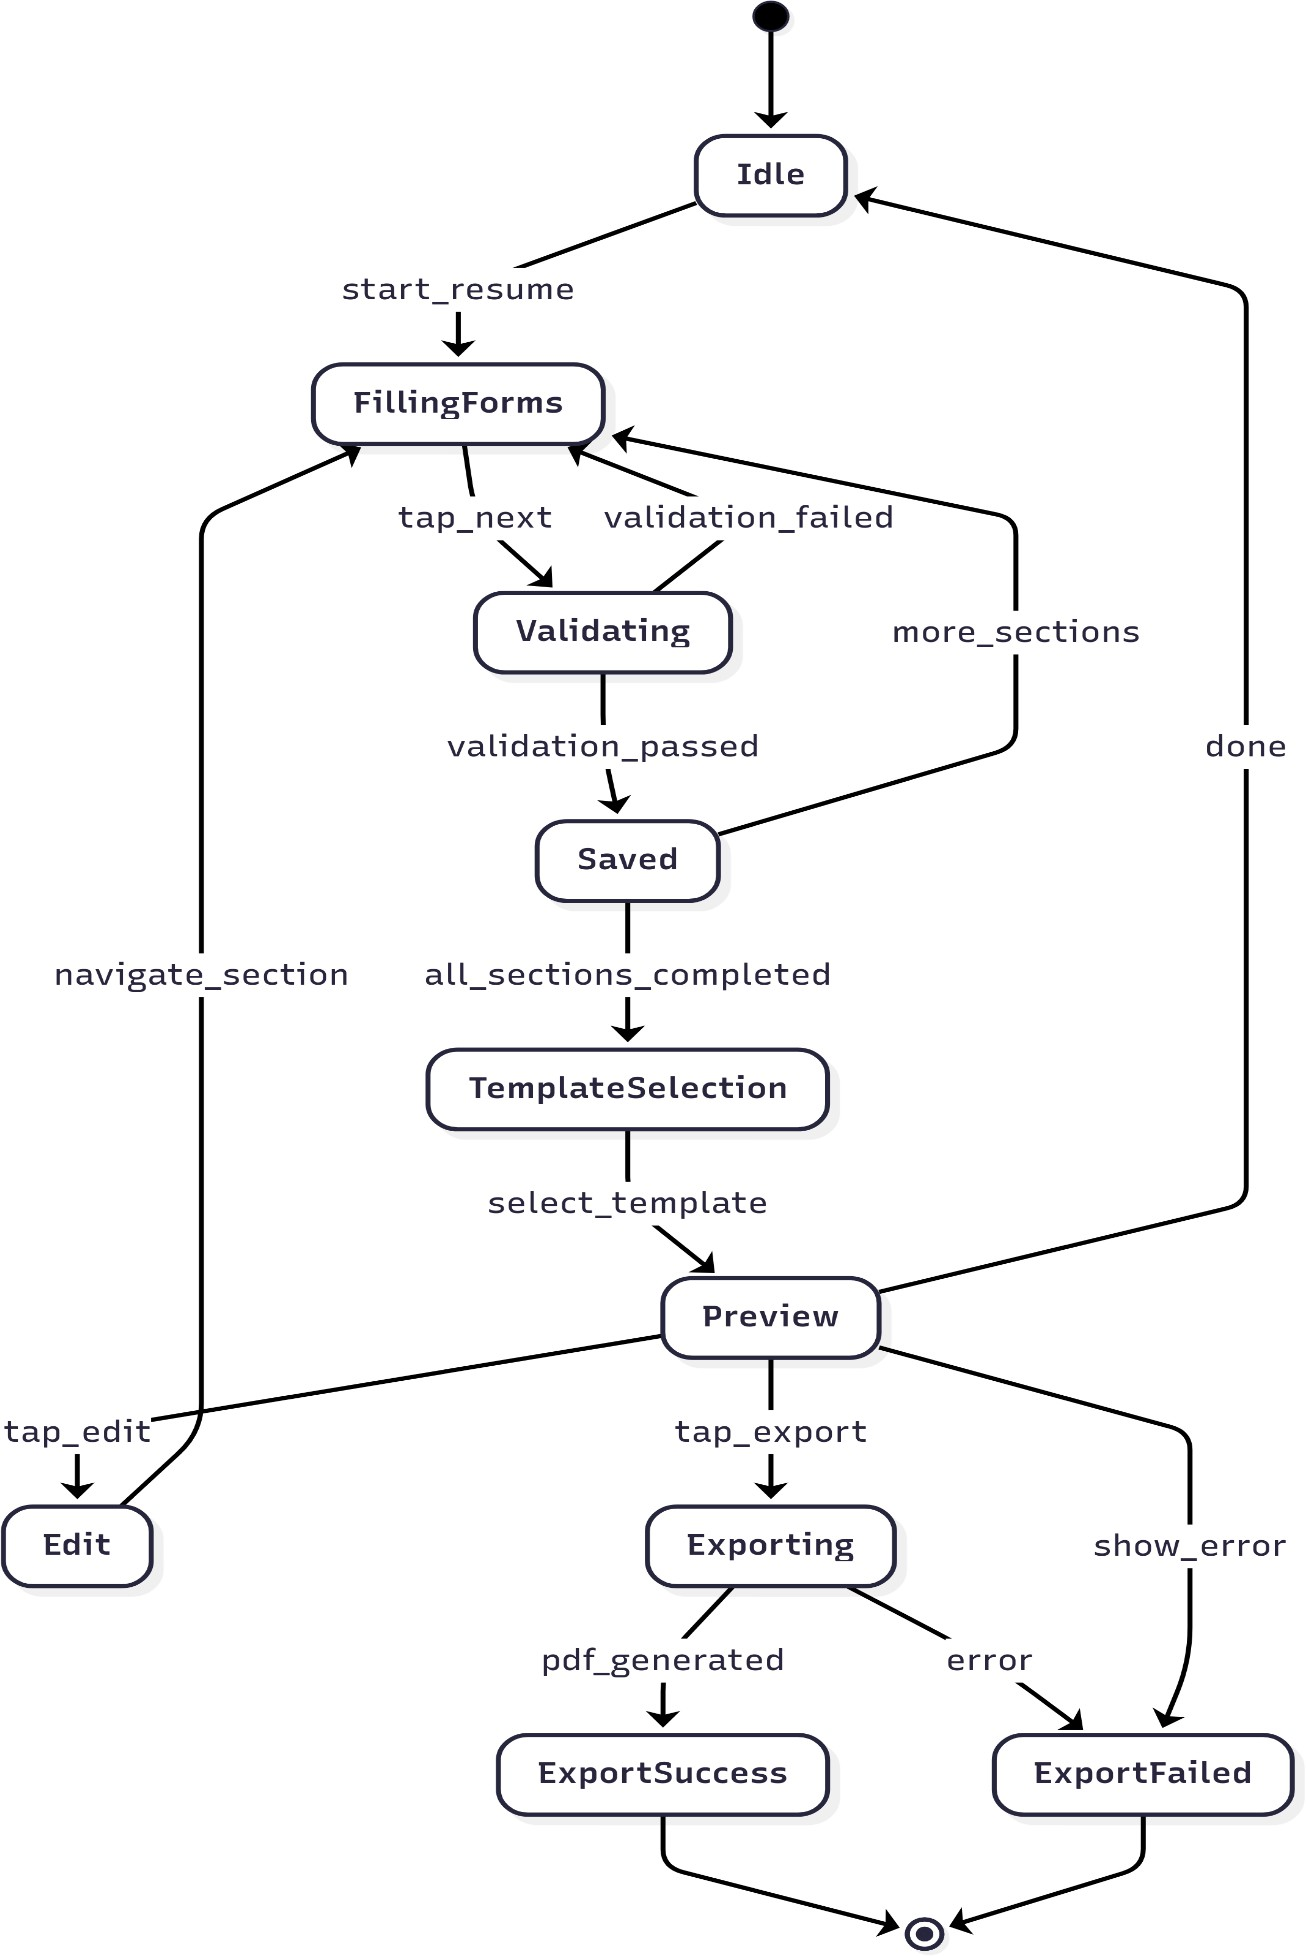 Idle
start_resume
FillingForms
tap_next
validation_failed
Validating
more_sections
validation_passed
done
Saved
navigate_section
all_sections_completed
TemplateSelection
select_template
Preview
tap_edit
tap_export
Edit
Exporting
show_error
pdf_generated
error
ExportSuccess
ExportFailed